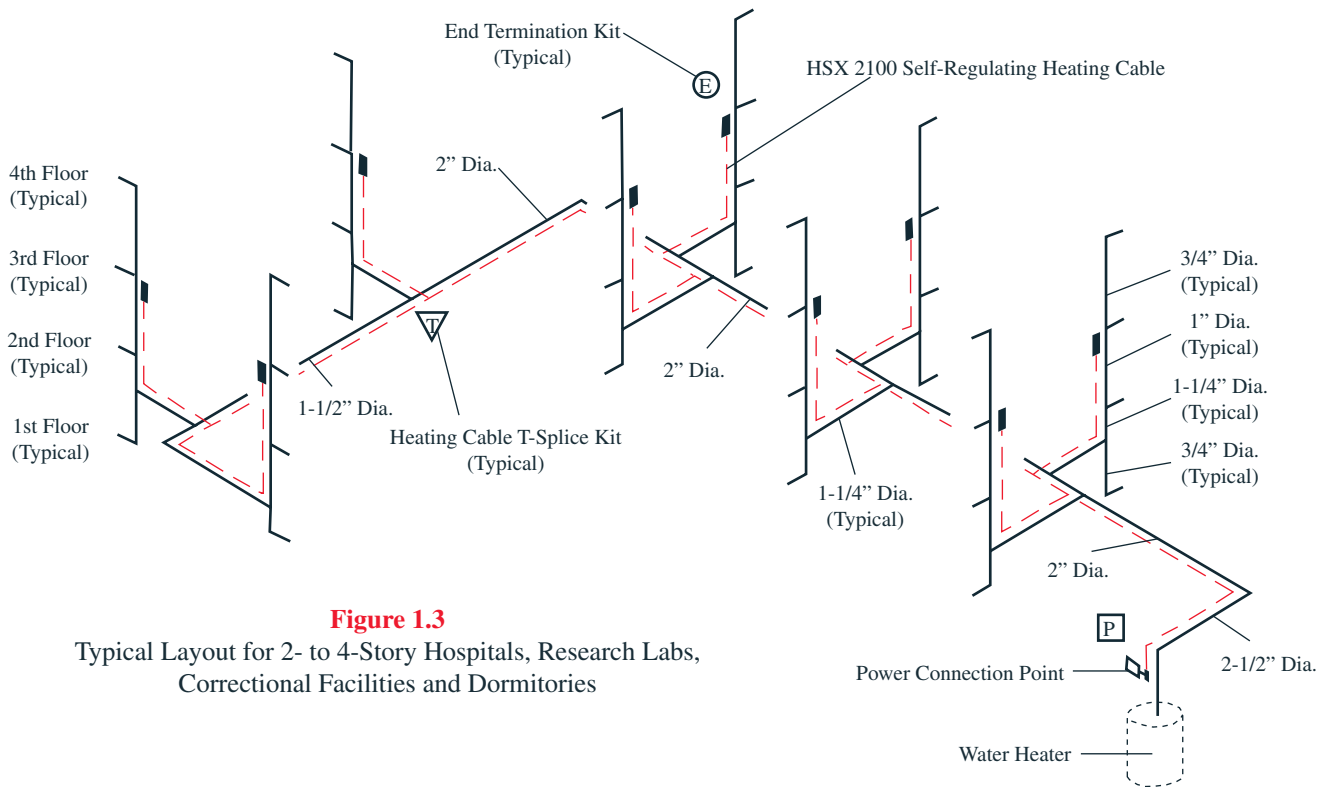 End Termination Kit
(Typical)
E
HSX 2100 Self-Regulating Heating Cable
4th Floor
(Typical)
3rd Floor
(Typical)
2nd Floor
(Typical)
1st Floor
(Typical)
2” Dia.
T
1-1/2” Dia.
Heating Cable T-Splice Kit
(Typical)
2” Dia.
1-1/4” Dia.
(Typical)
3/4” Dia.
(Typical)
1” Dia.
(Typical)
1-1/4” Dia.
(Typical)
3/4” Dia.
(Typical)
2” Dia.
P
2-1/2” Dia.
Power Connection Point
Water Heater
Figure 1.3
Typical Layout for 2- to 4-Story Hospitals, Research Labs,
Correctional Facilities and Dormitories